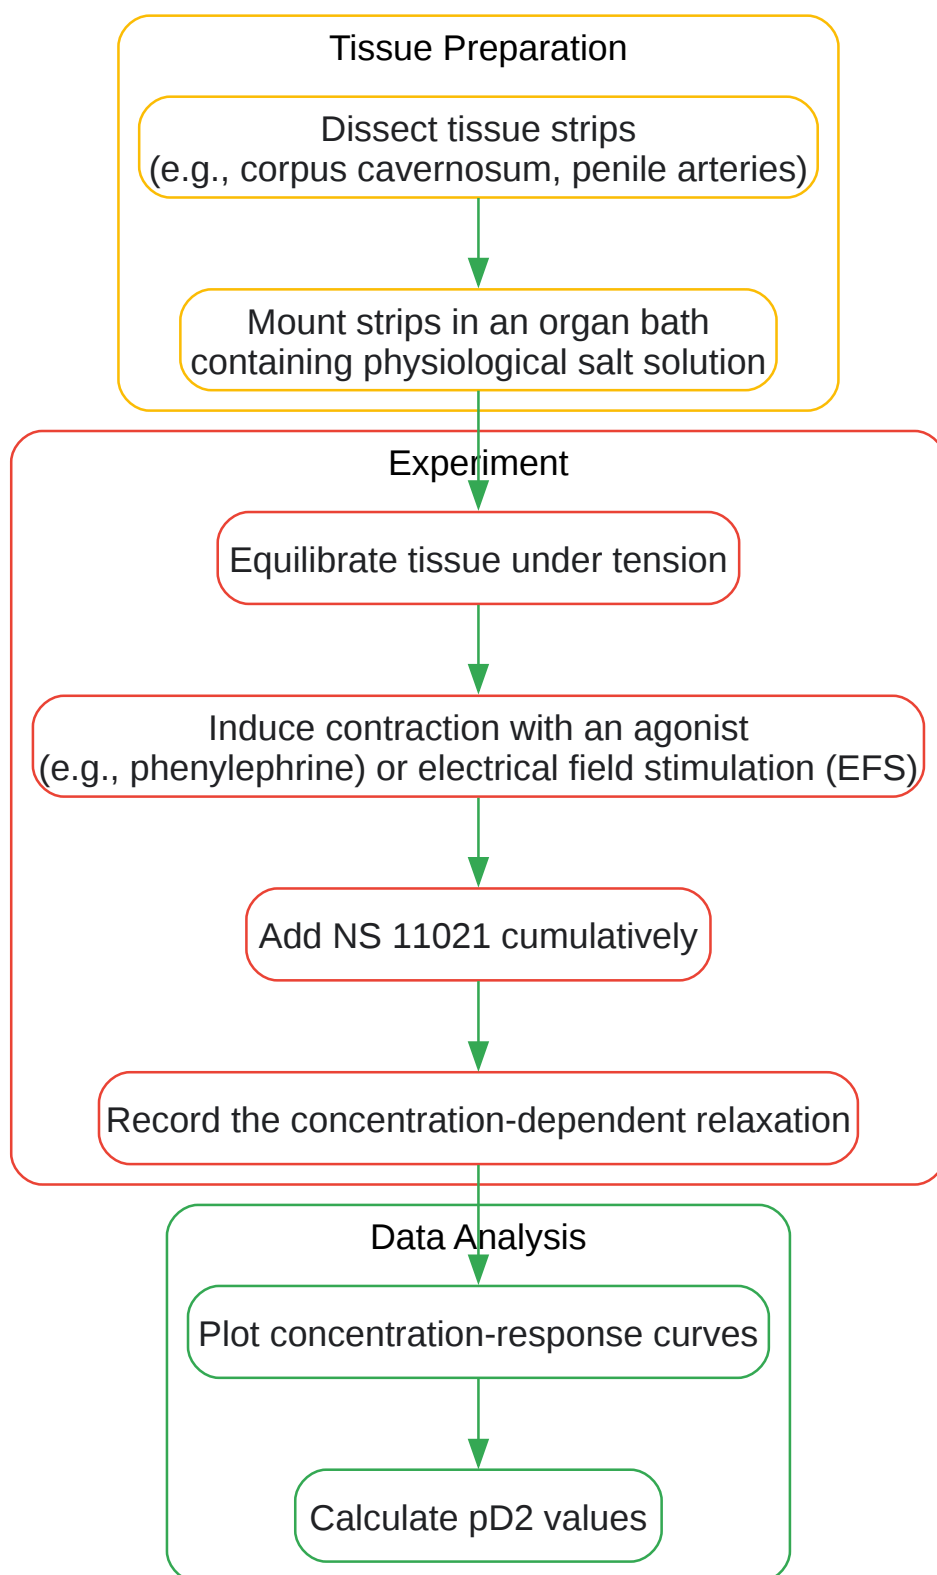 Tissue Preparation
Dissect tissue strips
(e.g., corpus cavernosum, penile arteries)
Mount strips in an organ bath
containing physiological salt solution
Experiment
Equilibrate tissue under tension
Induce contraction with an agonist
(e.g., phenylephrine) or electrical field stimulation (EFS)
Add NS 11021 cumulatively
Record the concentration-dependent relaxation
Data Analysis
Plot concentration-response curves
Calculate pD2 values